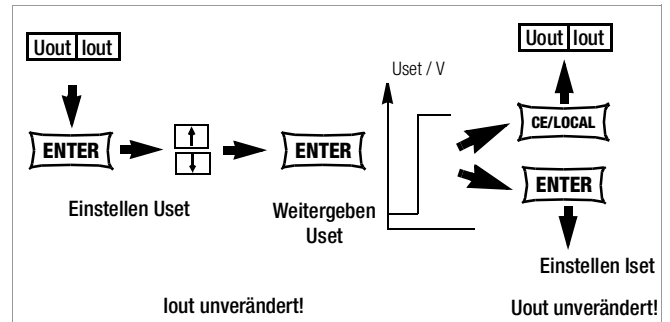 Uout Iout
ENTER
Einstellen Uset
ENTER
Weitergeben
Uset
Uset / V
Uout Iout
CE/LOCAL
ENTER
Einstellen Iset
Iout unverändert!
Uout unverändert!